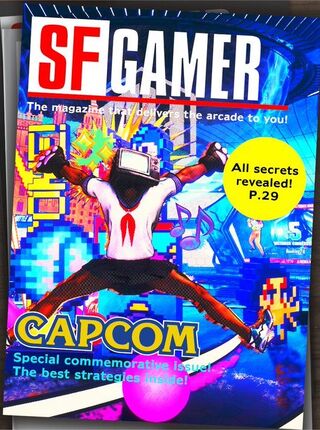 SF GAMER
The magazine that delivers the arcade to you!
All secrets
revealed!
P.29
CAPCOM
Special commemorative issue!
The best strategies inside!